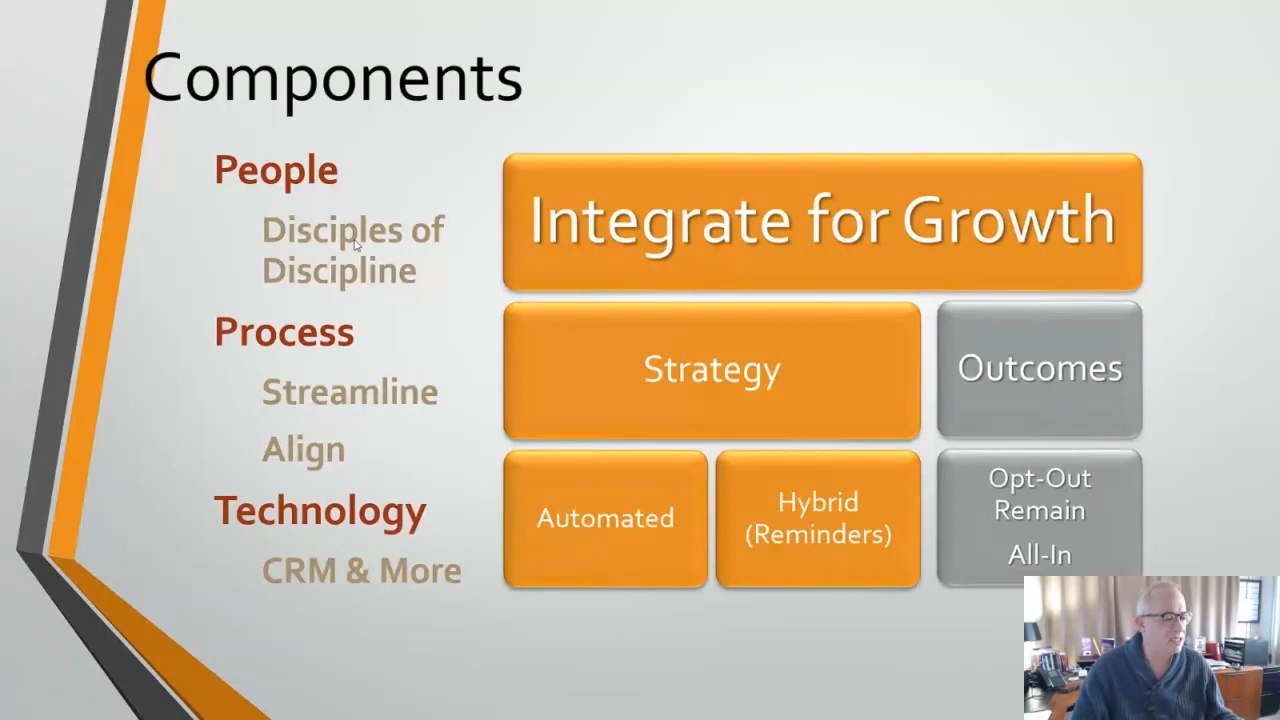 Components
People
Disciples of
Discipline
Process
Streamline
Align
Technology
CRM & More
Integrate for Growth
Strategy
Outcomes
Automated
Hybrid
(Reminders)
Opt-Out
Remain
All-In